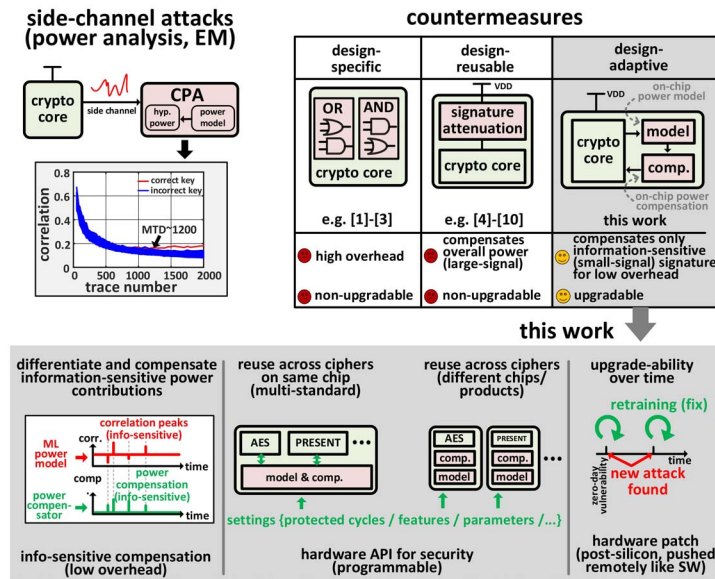 side-channel attacks
(power analysis, EM)
crypto
core
side channel
CPA
hyp.
power
power
model
correct key
incorrect key
MTD~1200
correlation
0.8
0.6
0.4
0.2
0
0
500
1000
1500
2000
trace number
countermeasures
design-
specific
design-
reusable
design-
adaptive
OR
AND
crypto core
e.g. [1]-[3]
VDD
signature
attenuation
crypto core
e.g. [4]-[10]
on-chip
power model
VDD
crypto
core
model
comp.
on-chip power
compensation
this work
high overhead
compensates
overall power
(large-signal)
compensates only
information-sensitive
(small-signal) signature
for low overhead
non-upgradable
non-upgradable
upgradable
this work
differentiate and compensate
information-sensitive power
contributions
correlation peaks
(info-sensitive)
corr.
ML
power
model
time
comp
power
compensation
(info-sensitive)
power
compen-
sator
time
info-sensitive compensation
(low overhead)
reuse across ciphers
on same chip
(multi-standard)
AES
PRESENT
model & comp.
reuse across ciphers
(different chips/
products)
AES
comp.
model
PRESENT
comp.
model
settings {protected cycles / features / parameters /...}
hardware API for security
(programmable)
upgrade-ability
over time
retraining (fix)
time
zero-day
vulnerability
new attack
found
hardware patch
(post-silicon, pushed
remotely like SW)